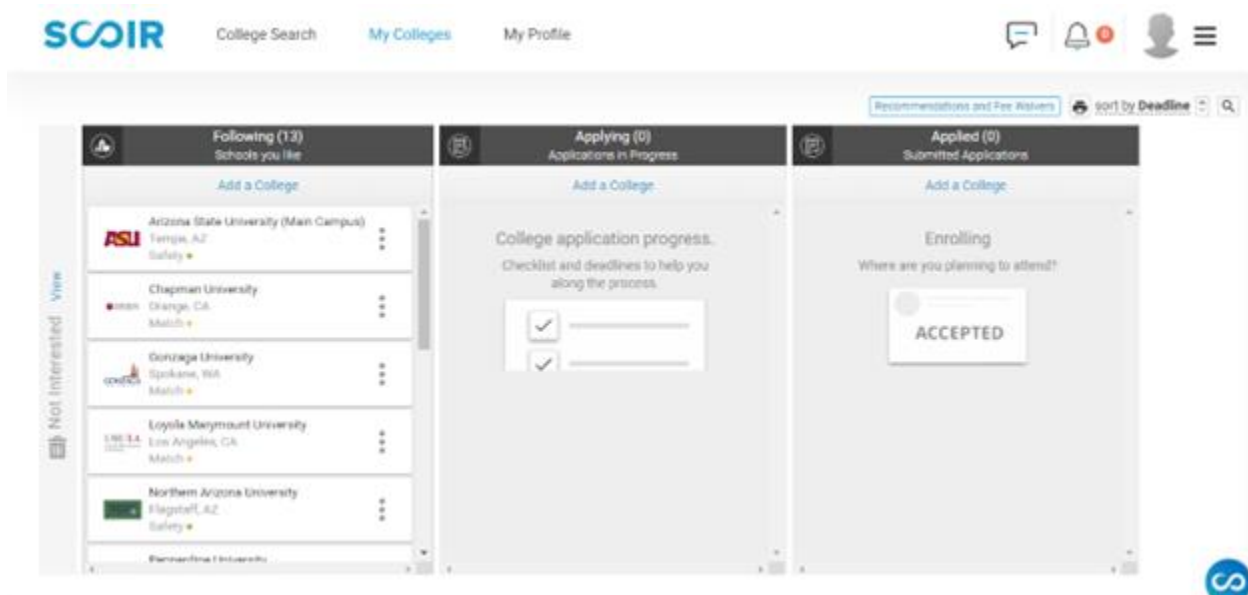 SCOIR
College Search
My Colleges
My Profile
0
Recommendations and Fee Waivers
sort by Deadline
Not Interested View
Following (13)
Schools you like
Add a College
ASU
Arizona State University (Main Campus)
Tempe, AZ
Safety
Chapman University
Orange, CA
Match
Gonzaga University
Spokane, WA
Match
Loyola Marymount University
Los Angeles, CA
Match
Northern Arizona University
Flagstaff, AZ
Safety
Pepperdine University
Applying (0)
Applications in Progress
Add a College
College application progress.
Checklist and deadlines to help you
along the process.
Applied (0)
Submitted Applications
Add a College
Enrolling
Where are you planning to attend?
ACCEPTED